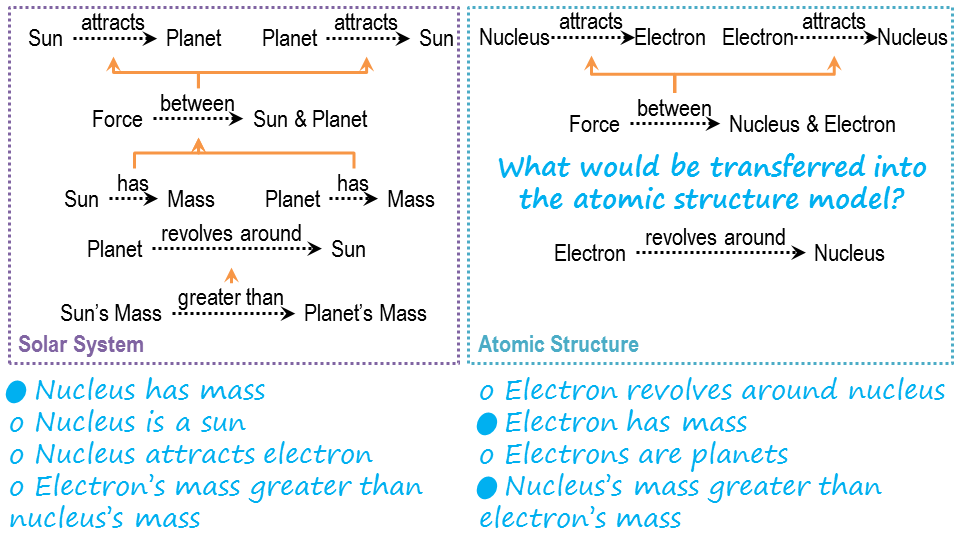 attracts
Sun Planet
attracts
Planet Sun
between
Force Sun & Planet
has
Sun Mass
has
Planet Mass
revolves around
Planet Sun
greater than
Sun's Mass Planet's Mass
Solar System
attracts
Nucleus Electron
attracts
Electron Nucleus
between
Force Nucleus & Electron
What would be transferred into
the atomic structure model?
revolves around
Electron Nucleus
Atomic Structure
Nucleus has mass
o Nucleus is a sun
o Nucleus attracts electron
o Electron's mass greater than
nucleus's mass
o Electron revolves around nucleus
Electron has mass
o Electrons are planets
Nucleus's mass greater than
electron's mass